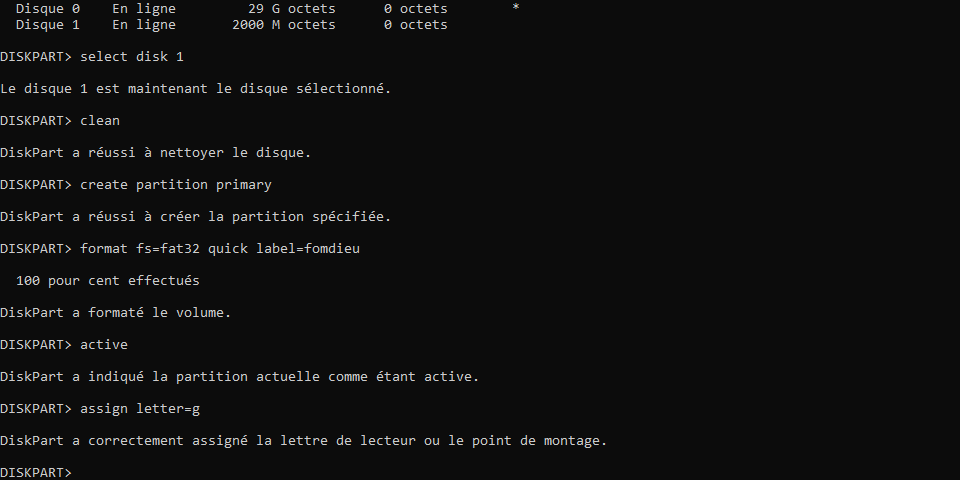 Disque 0    En ligne         29 G octets      0 octets        *
Disque 1    En ligne       2000 M octets      0 octets
DISKPART> select disk 1
Le disque 1 est maintenant le disque sélectionné.
DISKPART> clean
DiskPart a réussi à nettoyer le disque.
DISKPART> create partition primary
DiskPart a réussi à créer la partition spécifiée.
DISKPART> format fs=fat32 quick label=fomdieu
100 pour cent effectués
DiskPart a formaté le volume.
DISKPART> active
DiskPart a indiqué la partition actuelle comme étant active.
DISKPART> assign letter=g
DiskPart a correctement assigné la lettre de lecteur ou le point de montage.
DISKPART>